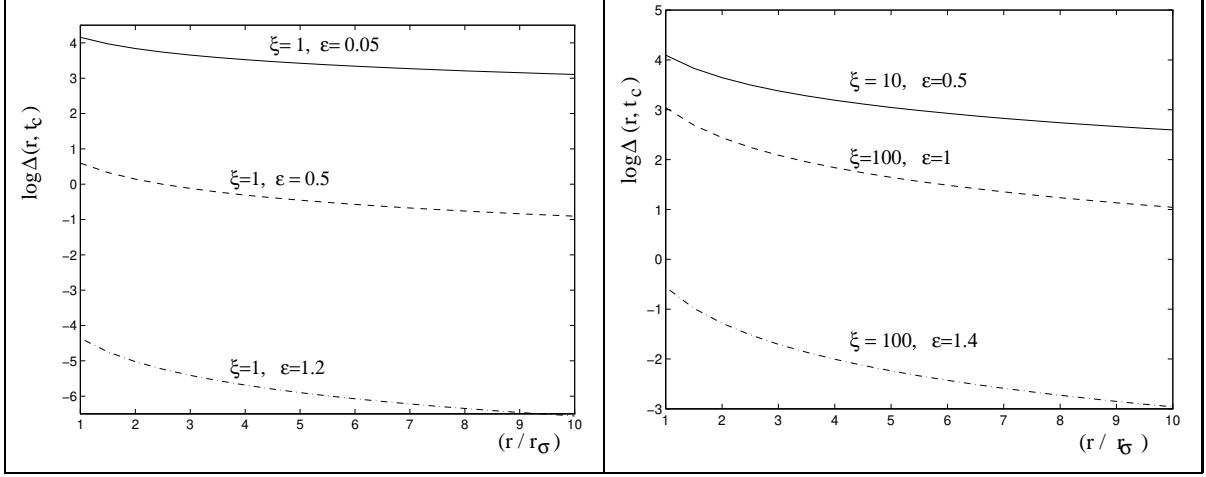 4
3
2
1
0
−1
−2
−3
−4
−5
−6
log Δ(r, t_c)
ξ= 1, ε= 0.05
ξ=1, ε = 0.5
ξ=1, ε=1.2
1 2 3 4 5 6 7 8 9 10
(r / r_σ)
5
4
3
2
1
0
−1
−2
−3
log Δ (r, t_c)
ξ = 10, ε=0.5
ξ=100, ε=1
ξ = 100, ε=1.4
1 2 3 4 5 6 7 8 9 10
(r / r_σ)